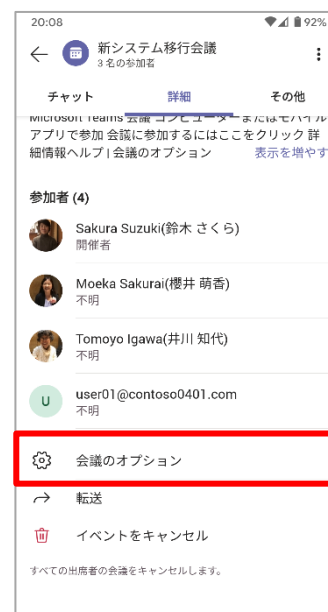 20:08 92%
新システム移行会議
3 名の参加者
チャット 詳細 その他
Microsoft Teams 会議 コンピューターまたはモバイル
アプリで参加 会議に参加するにはここをクリック 詳
細情報ヘルプ | 会議のオプション 表示を増やす
参加者 (4)
Sakura Suzuki(鈴木 さくら)
開催者
Moeka Sakurai(櫻井 萌香)
不明
Tomoyo Igawa(井川 知代)
不明
U user01@contoso0401.com
不明
会議のオプション
転送
イベントをキャンセル
すべての出席者の会議をキャンセルします。